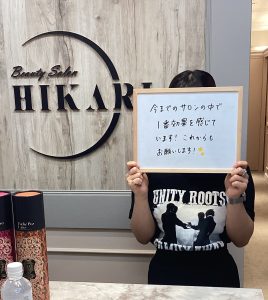 Beauty Salon
HIKARI
今までのサロンの中で
1番効果を感じて
います！これからも
お願いします！
UNITY ROOTS